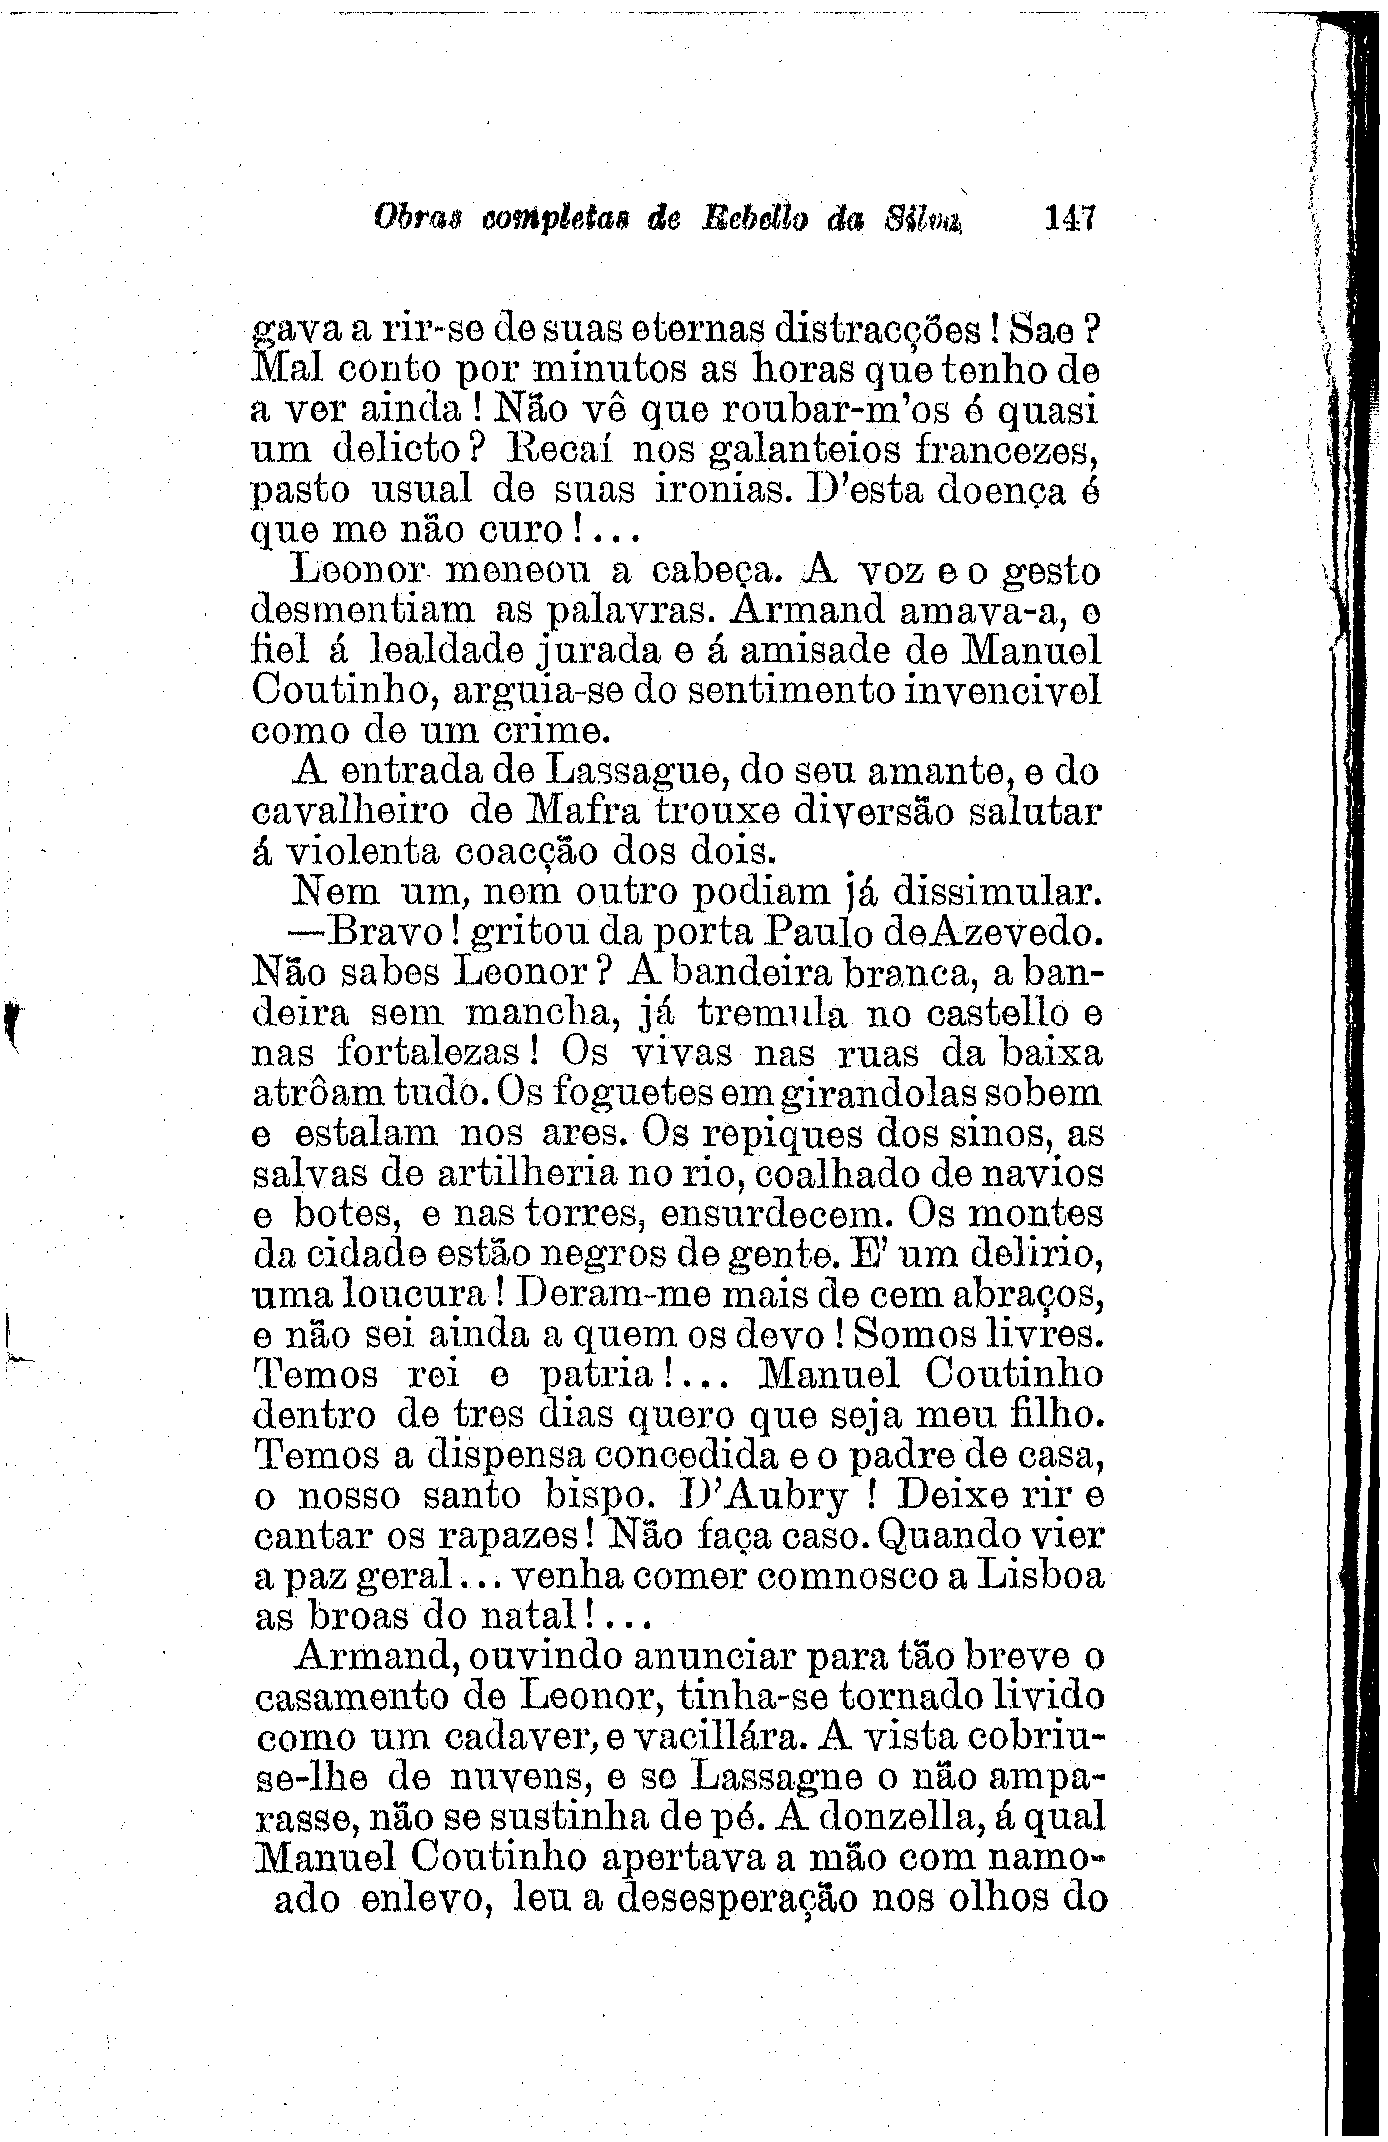 Obras completas de Rebello da Silva 147
gava a rir-se de suas eternas distracções! Sae?
Mal conto por minutos as horas que tenho de
a ver ainda! Não vê que roubar-m'os é quasi
um delicto? Recaí nos galanteios francezes,
pasto usual de suas ironias. D'esta doença é
que me não curo!...
Leonor meneou a cabeça. A voz e o gesto
desmentiam as palavras. Armand amava-a, e
fiel á lealdade jurada e á amisade de Manuel
Coutinho, arguia-se do sentimento invencivel
como de um crime.
A entrada de Lassague, do seu amante, e do
cavalheiro de Mafra trouxe diversão salutar
á violenta coacção dos dois.
Nem um, nem outro podiam já dissimular.
—Bravo! gritou da porta Paulo de Azevedo.
Não sabes Leonor? A bandeira branca, a ban-
deira sem mancha, já tremula no castello e
nas fortalezas! Os vivas nas ruas da baixa
atrôam tudo. Os foguetes em girandolas sobem
e estalam nos ares. Os repiques dos sinos, as
salvas de artilheria no rio, coalhado de navios
e botes, e nas torres, ensurdecem. Os montes
da cidade estão negros de gente. E' um delirio,
uma loucura! Deram-me mais de cem abraços,
e não sei ainda a quem os devo! Somos livres.
Temos rei e patria!... Manuel Coutinho
dentro de tres dias quero que seja meu filho.
Temos a dispensa concedida e o padre de casa,
o nosso santo bispo. D'Aubry! Deixe rir e
cantar os rapazes! Não faça caso. Quando vier
a paz geral... venha comer comnosco a Lisboa
as broas do natal!...
Armand, ouvindo anunciar para tão breve o
casamento de Leonor, tinha-se tornado livido
como um cadaver, e vacillára. A vista cobriu-
se-lhe de nuvens, e se Lassagne o não ampa-
rasse, não se sustinha de pé. A donzella, á qual
Manuel Coutinho apertava a mão com namo-
ado enlevo, leu a desesperação nos olhos do